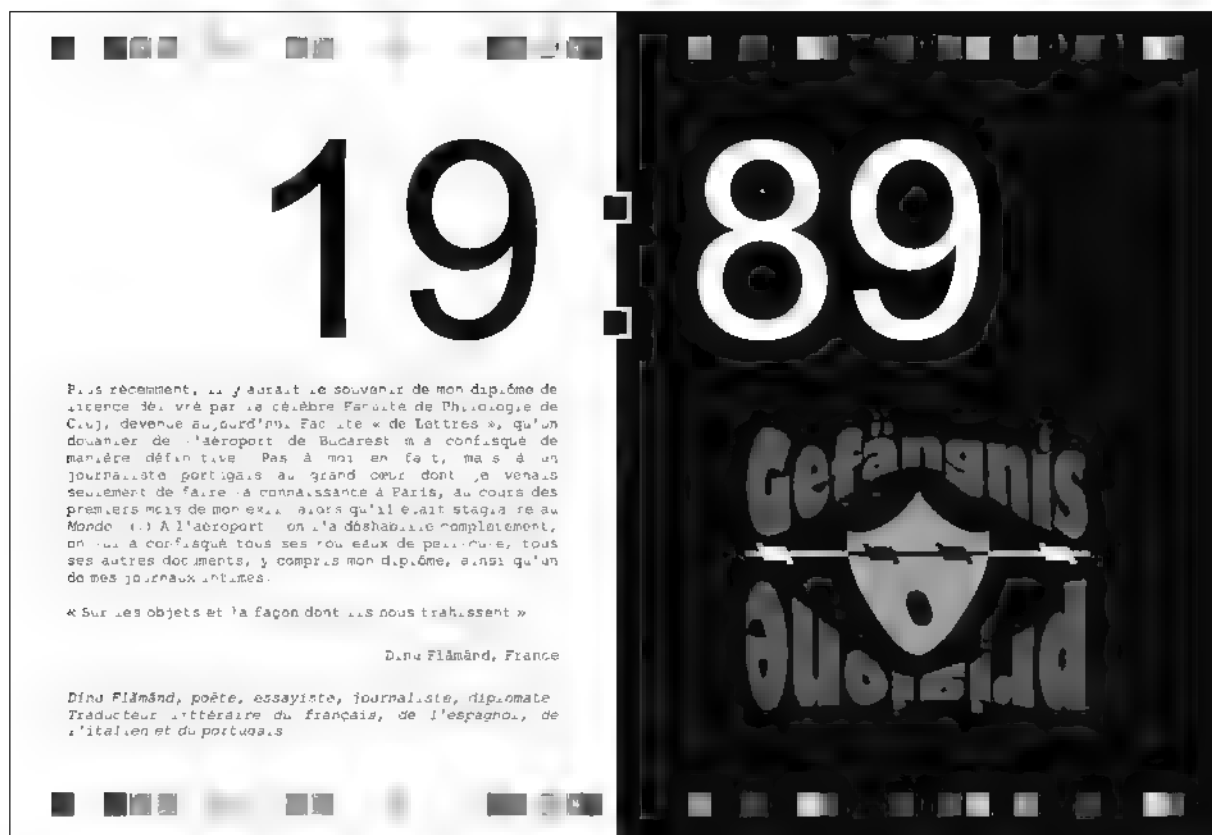 19
89
Plus récemment, il y aurait le souvenir de mon diplôme de
licence délivré par la célèbre Faculté de Philologie de
Cluj, devenue aujourd'hui Faculté « de Lettres », qu'un
douanier de l'aéroport de Bucarest m'a confisqué de
manière définitive. Pas à moi en fait, mais à un
journaliste portugais au grand cœur dont je venais
seulement de faire la connaissance à Paris, au cours des
premiers mois de mon exil, alors qu'il était stagiaire au
Monde. (…) A l'aéroport on l'a déshabillé complètement,
on lui a confisqué tous ses rouleaux de pellicule, tous
ses autres documents, y compris mon diplôme, ainsi qu'un
de mes journaux intimes.
« Sur les objets et la façon dont ils nous trahissent »
Dinu Flămând, France
Dinu Flămând, poète, essayiste, journaliste, diplomate
Traducteur littéraire du français, de l'espagnol, de
l'italien et du portugais
Gefängnis
prigione